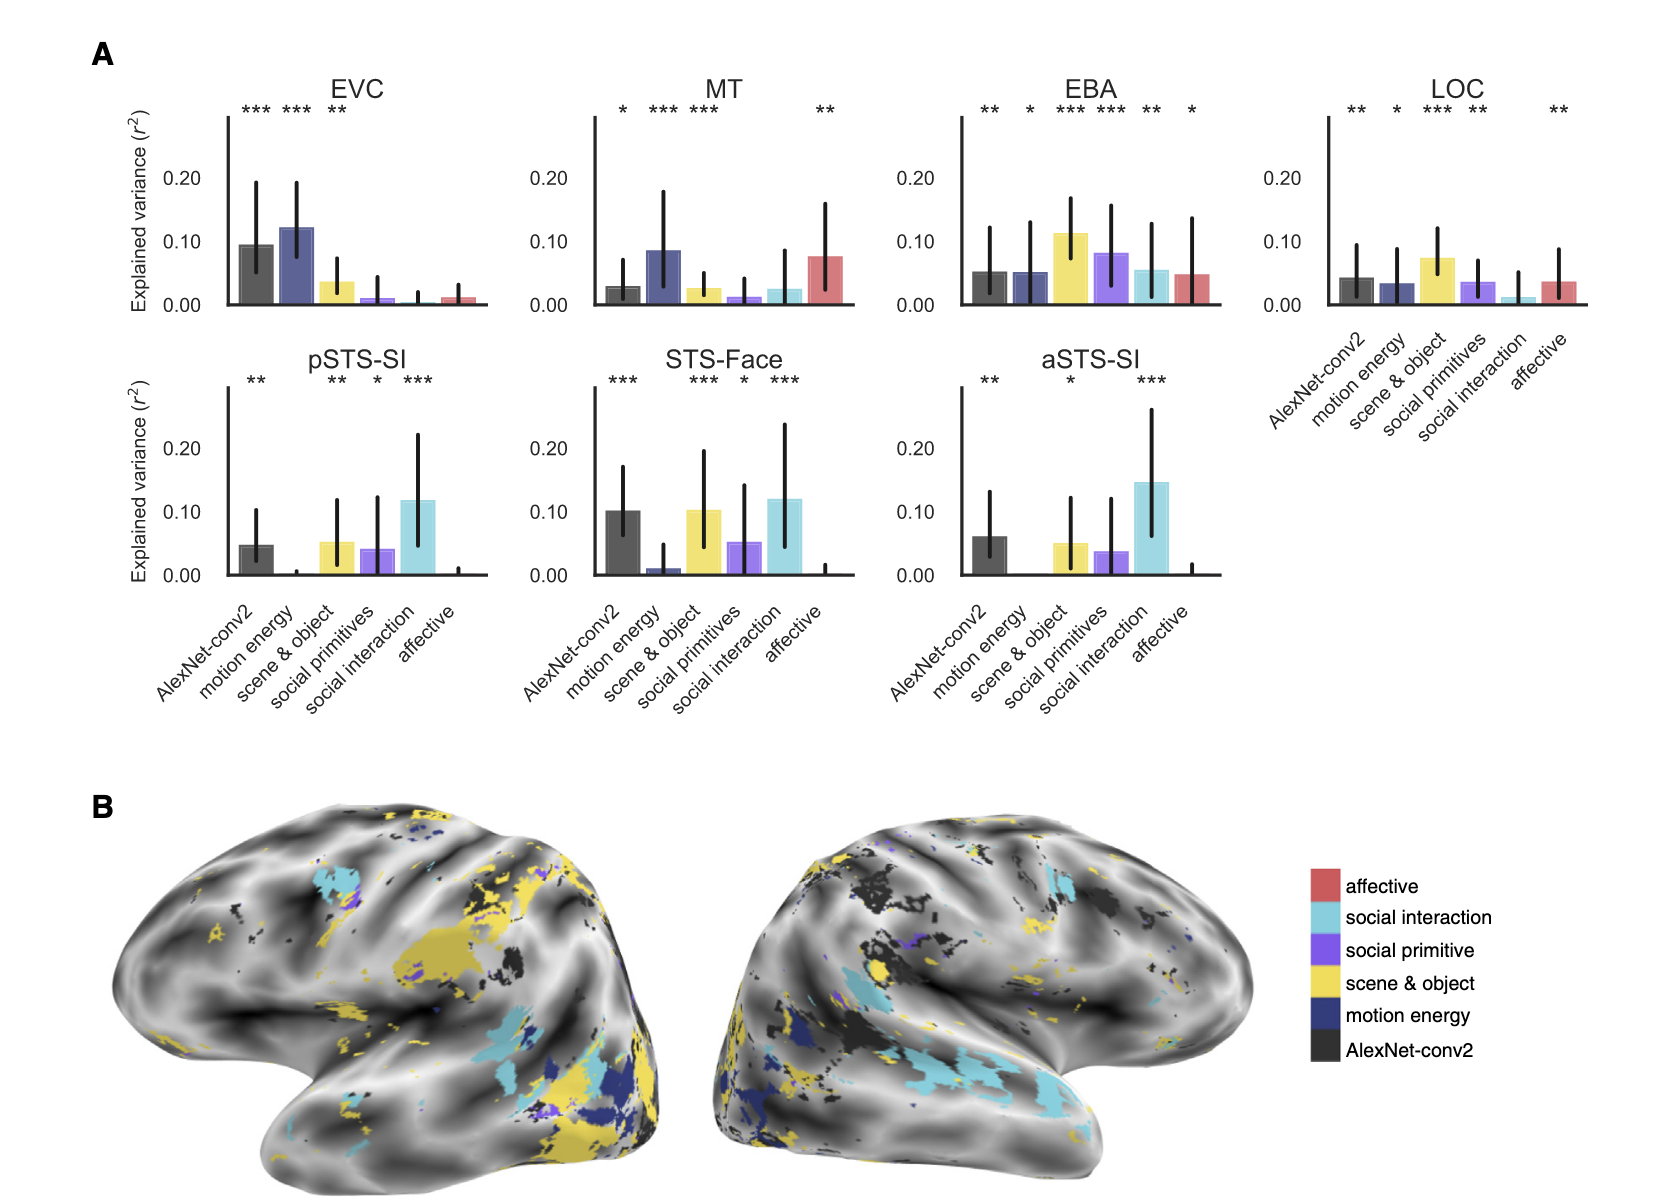 A
EVC
MT
EBA
LOC
*** *** **
* *** *** **
** * *** *** ** *
** * *** ** **
Explained variance (r²)
0.20
0.10
0.00
0.20
0.10
0.00
0.20
0.10
0.00
0.20
0.10
0.00
AlexNet-conv2
motion energy
scene & object
social primitives
social interaction
affective
pSTS-SI
STS-Face
aSTS-SI
** ** * ***
*** *** * ***
** * ***
Explained variance (r²)
0.20
0.10
0.00
0.20
0.10
0.00
0.20
0.10
0.00
AlexNet-conv2
motion energy
scene & object
social primitives
social interaction
affective
AlexNet-conv2
motion energy
scene & object
social primitives
social interaction
affective
AlexNet-conv2
motion energy
scene & object
social primitives
social interaction
affective
B
affective
social interaction
social primitive
scene & object
motion energy
AlexNet-conv2